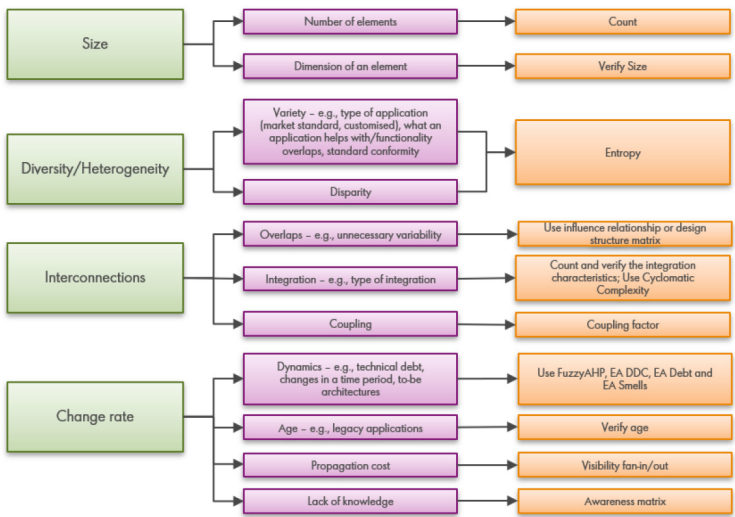 Size
Number of elements
Count
Dimension of an element
Verify Size
Diversity/Heterogeneity
Variety – e.g., type of application
(market standard, customised), what an
application helps with/functionality
overlaps, standard conformity
Disparity
Entropy
Interconnections
Overlaps – e.g., unnecessary variability
Use influence relationship or design
structure matrix
Integration – e.g., type of integration
Count and verify the integration
characteristics; Use Cyclomatic
Complexity
Coupling
Coupling factor
Change rate
Dynamics – e.g., technical debt,
changes in a time period, to-be
architectures
Use FuzzyAHP, EA DDC, EA Debt and
EA Smells
Age – e.g., legacy applications
Verify age
Propagation cost
Visibility fan-in/out
Lack of knowledge
Awareness matrix